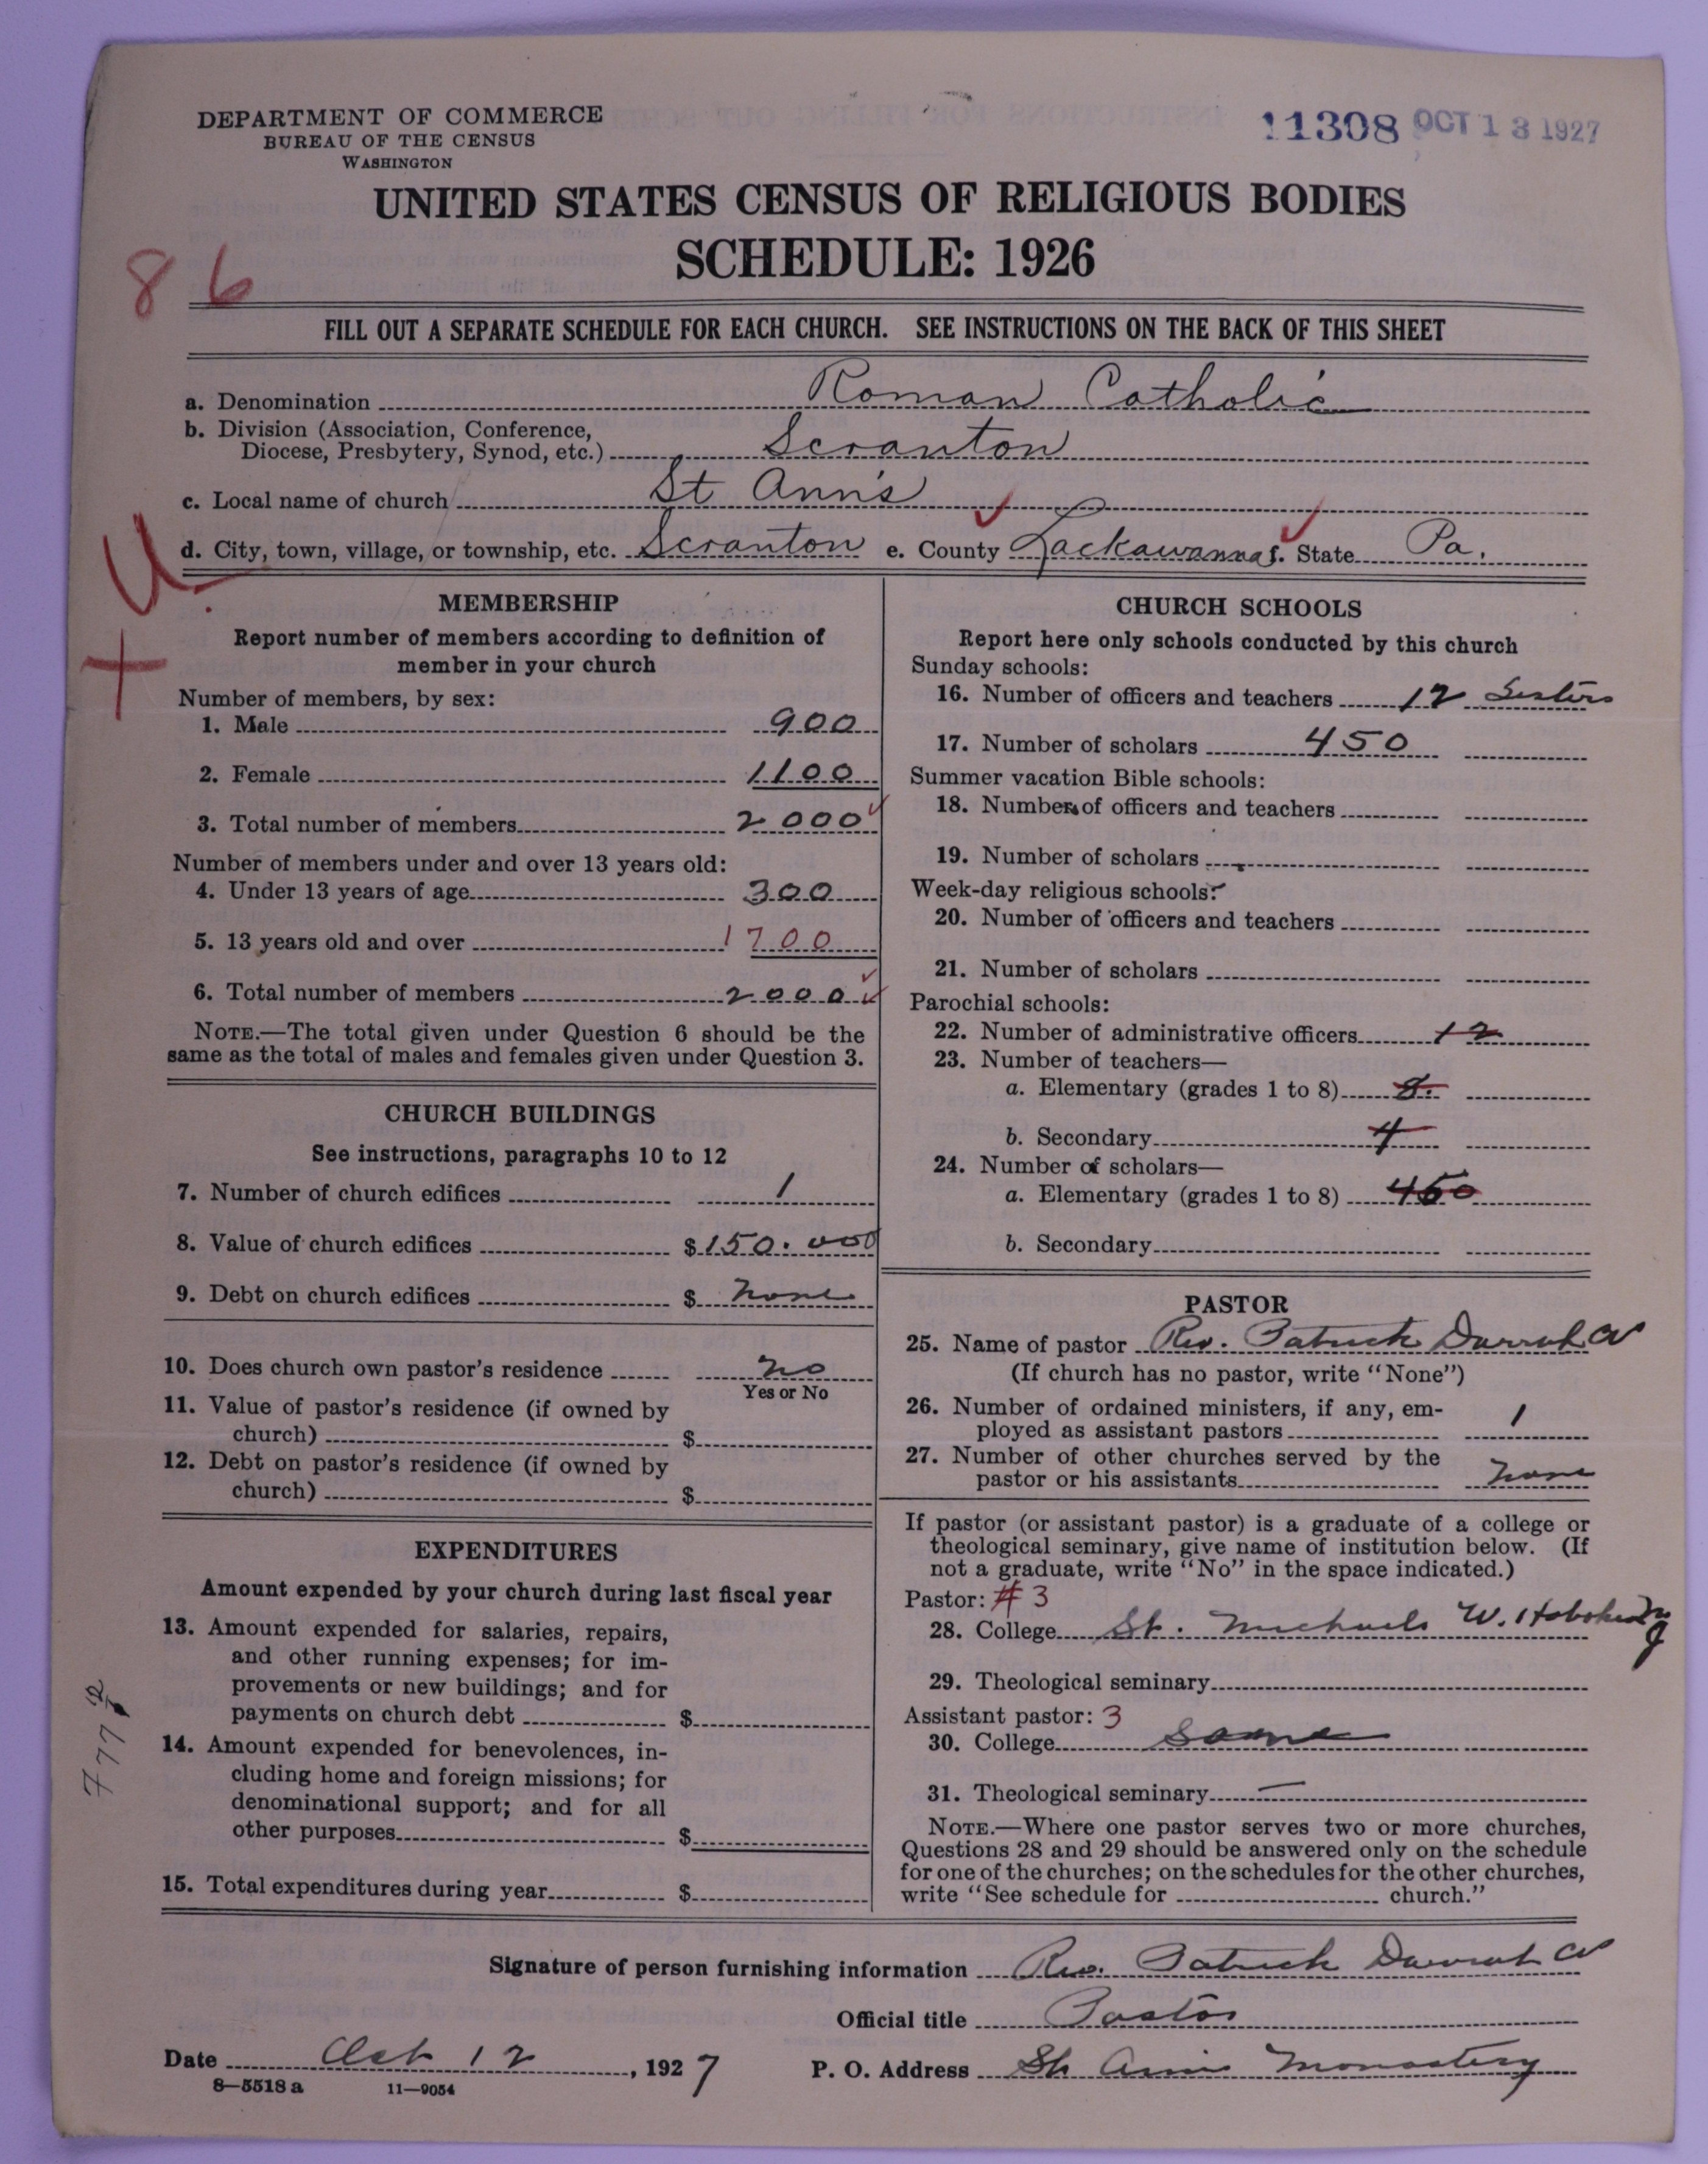 DEPARTMENT OF COMMERCE
BUREAU OF THE CENSUS
WASHINGTON
11308 OCT 13 1927
UNITED STATES CENSUS OF RELIGIOUS BODIES
SCHEDULE: 1926
86
FILL OUT A SEPARATE SCHEDULE FOR EACH CHURCH. SEE INSTRUCTIONS ON THE BACK OF THIS SHEET
a. Denomination Roman Catholic
b. Division (Association, Conference,
Diocese, Presbytery, Synod, etc.) Scranton
c. Local name of church St Ann's
d. City, town, village, or township, etc. Scranton e. County Lackawanna f. State Pa.
U
+
MEMBERSHIP
Report number of members according to definition of
member in your church
Number of members, by sex:
1. Male 900
2. Female 1100
3. Total number of members 2000
Number of members under and over 13 years old:
4. Under 13 years of age 300
5. 13 years old and over 1700
6. Total number of members 2000
NOTE.—The total given under Question 6 should be the
same as the total of males and females given under Question 3.
CHURCH BUILDINGS
See instructions, paragraphs 10 to 12
7. Number of church edifices 1
8. Value of church edifices $150.000
9. Debt on church edifices $ none
10. Does church own pastor's residence no
Yes or No
11. Value of pastor's residence (if owned by
church) $
12. Debt on pastor's residence (if owned by
church) $
EXPENDITURES
Amount expended by your church during last fiscal year
13. Amount expended for salaries, repairs,
and other running expenses; for im-
provements or new buildings; and for
payments on church debt $
14. Amount expended for benevolences, in-
cluding home and foreign missions; for
denominational support; and for all
other purposes $
15. Total expenditures during year $
CHURCH SCHOOLS
Report here only schools conducted by this church
Sunday schools:
16. Number of officers and teachers 12 Sisters
17. Number of scholars 450
Summer vacation Bible schools:
18. Number of officers and teachers
19. Number of scholars
Week-day religious schools:
20. Number of officers and teachers
21. Number of scholars
Parochial schools:
22. Number of administrative officers 12
23. Number of teachers—
a. Elementary (grades 1 to 8) 8.
b. Secondary 4
24. Number of scholars—
a. Elementary (grades 1 to 8) 450
b. Secondary
PASTOR
25. Name of pastor Rev. Patrick Darrah CP
(If church has no pastor, write "None")
26. Number of ordained ministers, if any, em-
ployed as assistant pastors 1
27. Number of other churches served by the
pastor or his assistants none
If pastor (or assistant pastor) is a graduate of a college or
theological seminary, give name of institution below. (If
not a graduate, write "No" in the space indicated.)
Pastor: # 3
28. College St. Michaels W. Hoboken NJ
29. Theological seminary
Assistant pastor: 3
30. College Same
31. Theological seminary —
NOTE.—Where one pastor serves two or more churches,
Questions 28 and 29 should be answered only on the schedule
for one of the churches; on the schedules for the other churches,
write "See schedule for church."
Signature of person furnishing information Rev. Patrick Darrah CP
Official title Pastor
Date Oct 12, 1927 P. O. Address St Anns Monastery
8—5518 a 11—9054